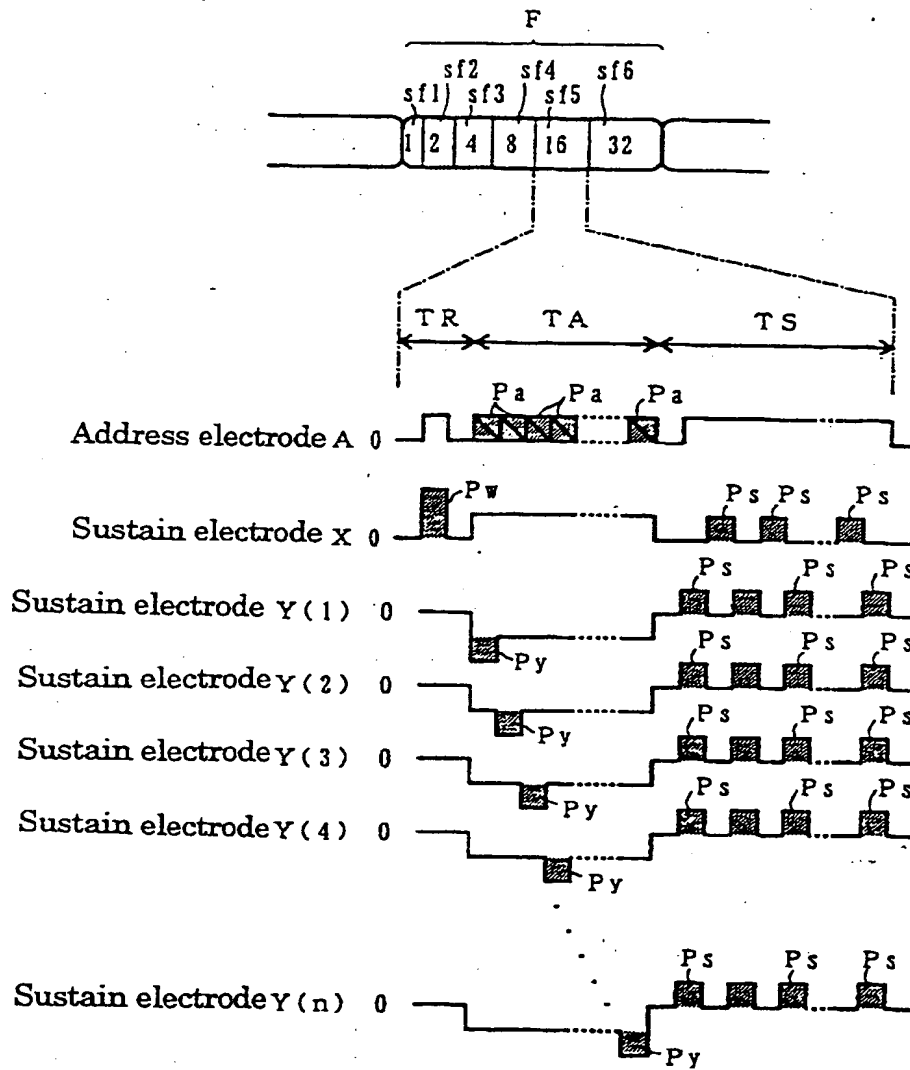 F
sf2 sf4 sf6
sf1 sf3 sf5
1 2 4 8 16 32
TR TA TS
Pa Pa Pa
Address electrode A 0
Pw
Ps Ps Ps
Sustain electrode X 0
Ps Ps Ps
Sustain electrode Y(1) 0
Py
Ps Ps Ps
Sustain electrode Y(2) 0
Py
Ps Ps Ps
Sustain electrode Y(3) 0
Py
Ps Ps Ps
Sustain electrode Y(4) 0
Py
Ps Ps Ps
Sustain electrode Y(n) 0
Py